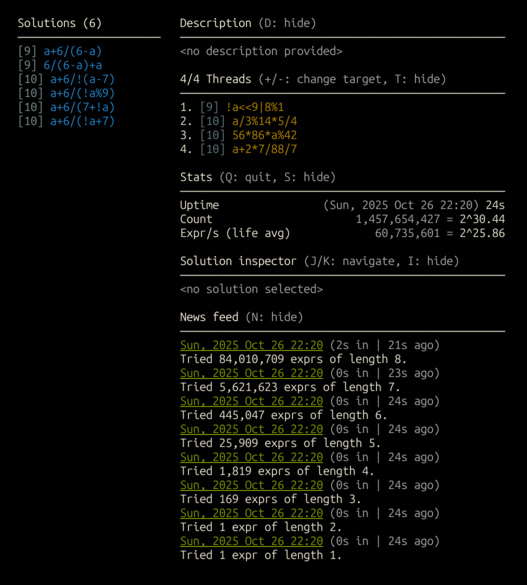 Solutions (6)
[9] a+6/(6-a)
[9] 6/(6-a)+a
[10] a+6/!(a-7)
[10] a+6/(!a%9)
[10] a+6/(7+!a)
[10] a+6/(!a+7)
Description (D: hide)
<no description provided>
4/4 Threads (+/-: change target, T: hide)
1. [9] !a<<9|8%1
2. [10] a/3%14*5/4
3. [10] 56*86*a%42
4. [10] a+2*7/88/7
Stats (Q: quit, S: hide)
Uptime (Sun, 2025 Oct 26 22:20) 24s
Count 1,457,654,427 = 2^30.44
Expr/s (life avg) 60,735,601 = 2^25.86
Solution inspector (J/K: navigate, I: hide)
<no solution selected>
News feed (N: hide)
Sun, 2025 Oct 26 22:20 (2s in | 21s ago)
Tried 84,010,709 exprs of length 8.
Sun, 2025 Oct 26 22:20 (0s in | 23s ago)
Tried 5,621,623 exprs of length 7.
Sun, 2025 Oct 26 22:20 (0s in | 24s ago)
Tried 445,047 exprs of length 6.
Sun, 2025 Oct 26 22:20 (0s in | 24s ago)
Tried 25,909 exprs of length 5.
Sun, 2025 Oct 26 22:20 (0s in | 24s ago)
Tried 1,819 exprs of length 4.
Sun, 2025 Oct 26 22:20 (0s in | 24s ago)
Tried 169 exprs of length 3.
Sun, 2025 Oct 26 22:20 (0s in | 24s ago)
Tried 1 expr of length 2.
Sun, 2025 Oct 26 22:20 (0s in | 24s ago)
Tried 1 expr of length 1.